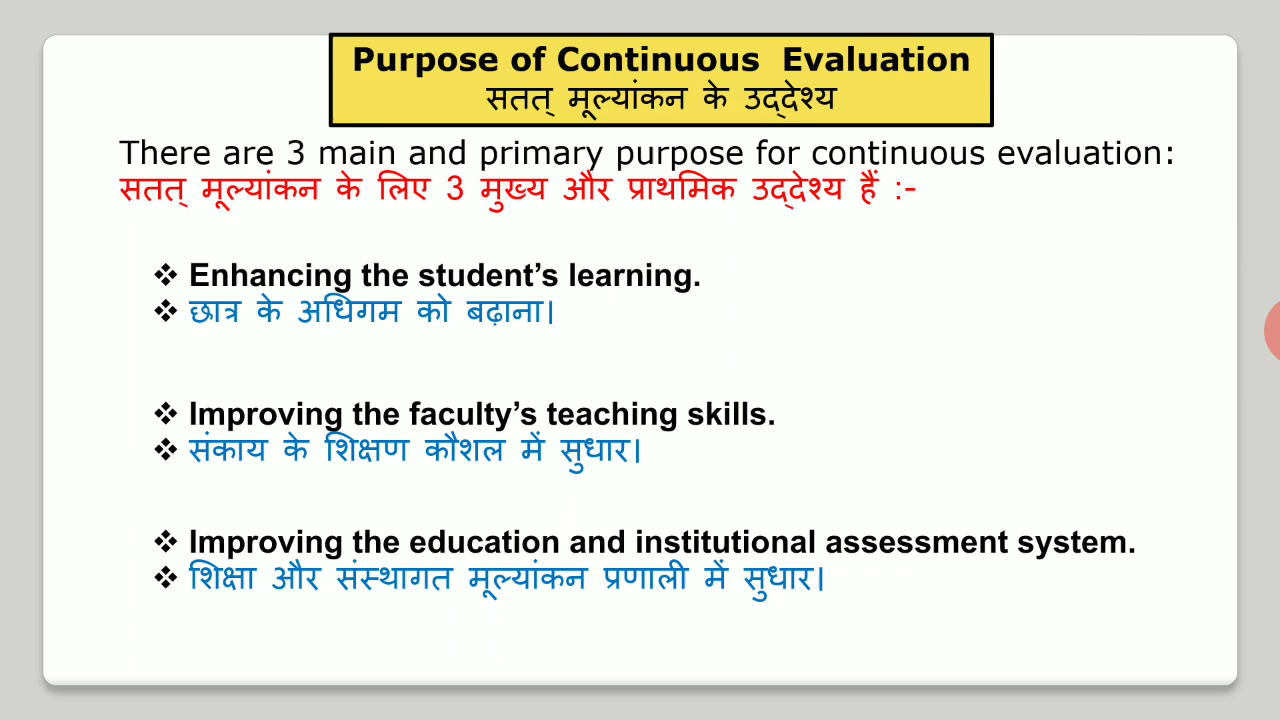 Purpose of Continuous Evaluation
सतत् मूल्यांकन के उद्देश्य
There are 3 main and primary purpose for continuous evaluation:
सतत् मूल्यांकन के लिए 3 मुख्य और प्राथमिक उद्देश्य हैं :-
❖ Enhancing the student’s learning.
❖ छात्र के अधिगम को बढ़ाना।
❖ Improving the faculty’s teaching skills.
❖ संकाय के शिक्षण कौशल में सुधार।
❖ Improving the education and institutional assessment system.
❖ शिक्षा और संस्थागत मूल्यांकन प्रणाली में सुधार।